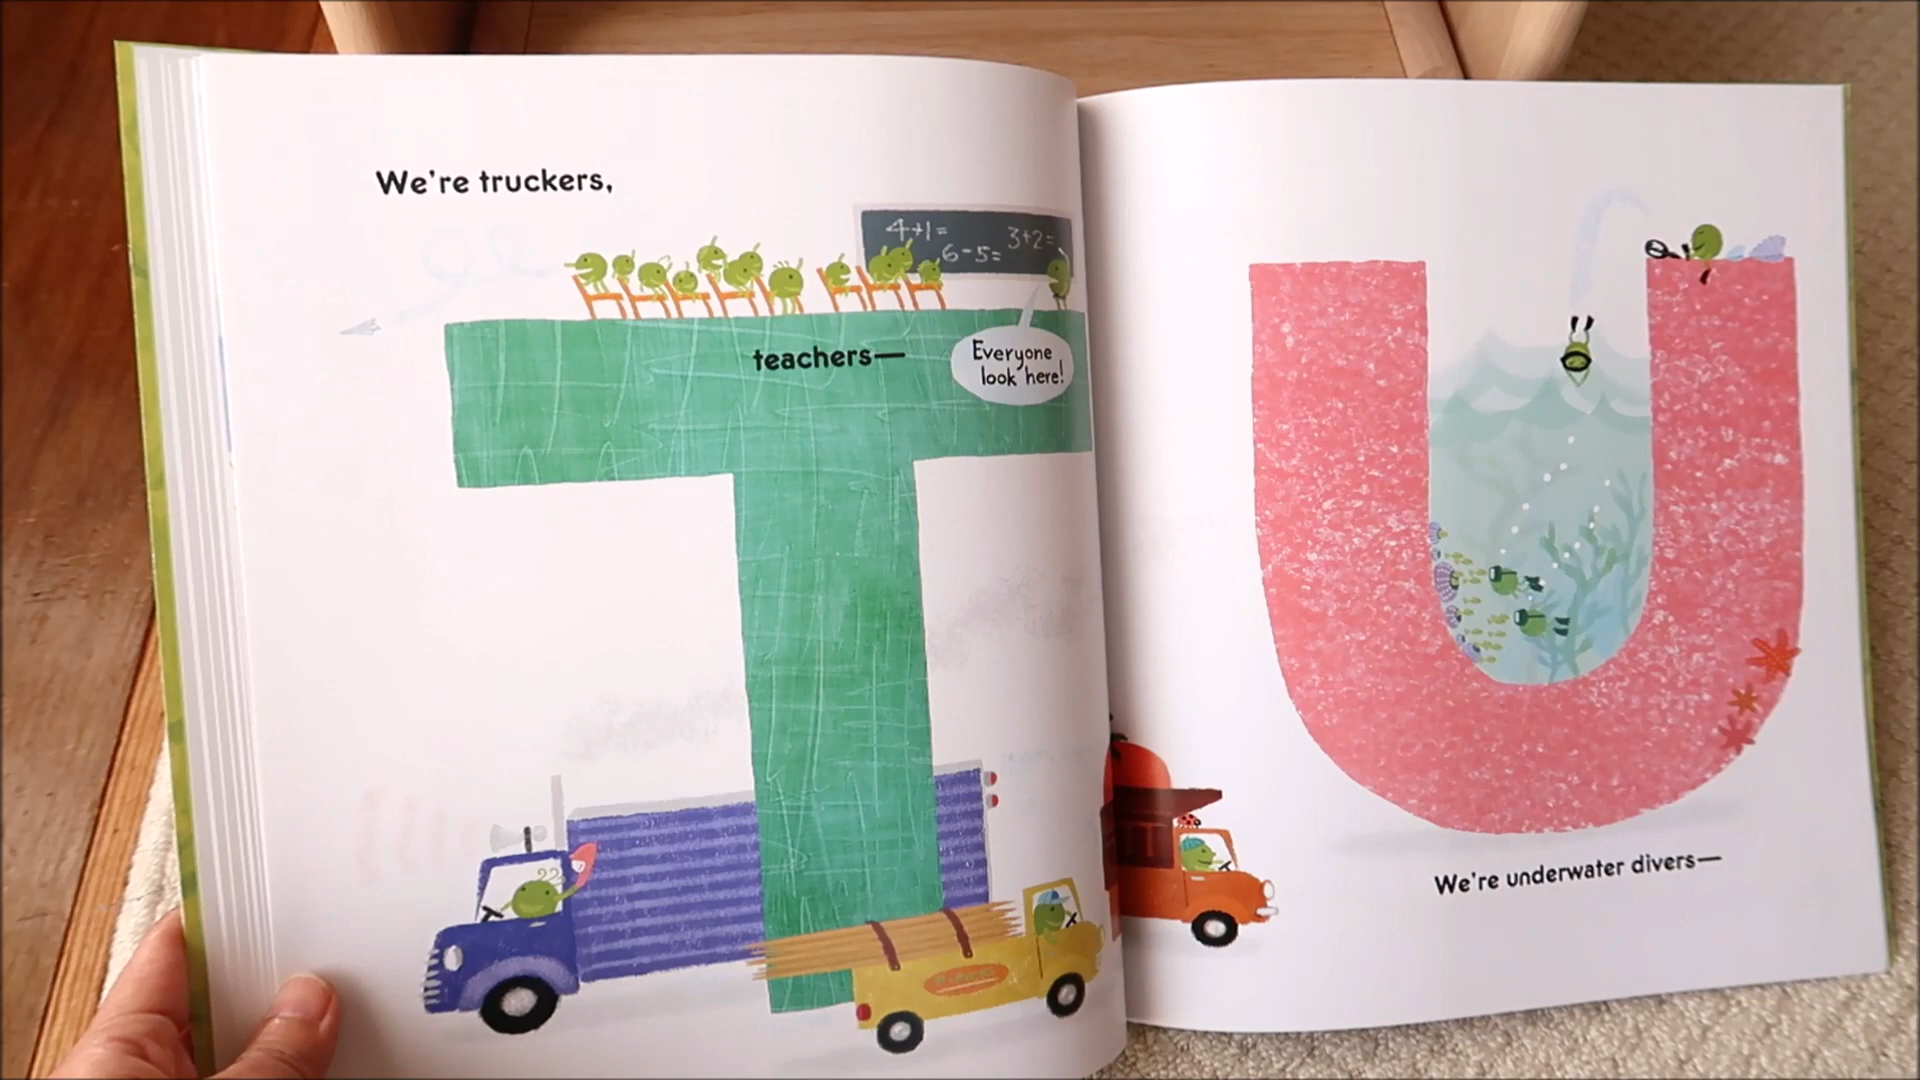 We're truckers,
4+1=
6-5=
3+2=
teachers—
Everyone
look here!
We're underwater divers—